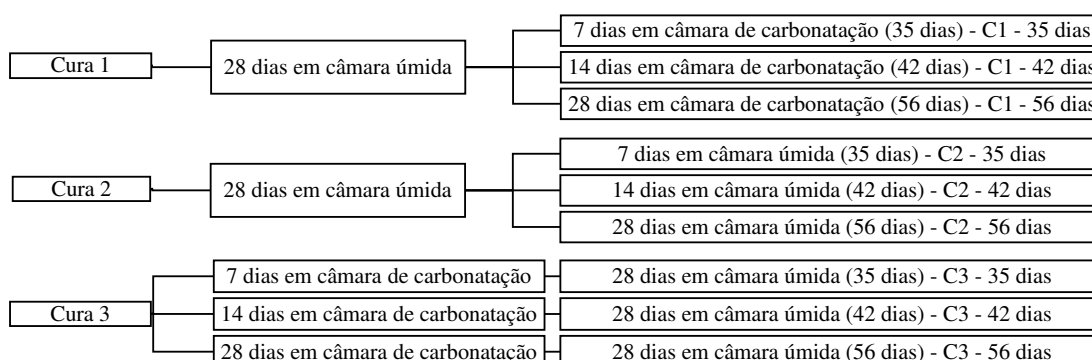 7 dias em câmara de carbonatação (35 dias) - C1 - 35 dias
Cura 1
28 dias em câmara úmida
14 dias em câmara de carbonatação (42 dias) - C1 - 42 dias
28 dias em câmara de carbonatação (56 dias) - C1 - 56 dias
7 dias em câmara úmida (35 dias) - C2 - 35 dias
Cura 2
28 dias em câmara úmida
14 dias em câmara úmida (42 dias) - C2 - 42 dias
28 dias em câmara úmida (56 dias) - C2 - 56 dias
7 dias em câmara de carbonatação
28 dias em câmara úmida (35 dias) - C3 - 35 dias
Cura 3
14 dias em câmara de carbonatação
28 dias em câmara úmida (42 dias) - C3 - 42 dias
28 dias em câmara de carbonatação
28 dias em câmara úmida (56 dias) - C3 - 56 dias